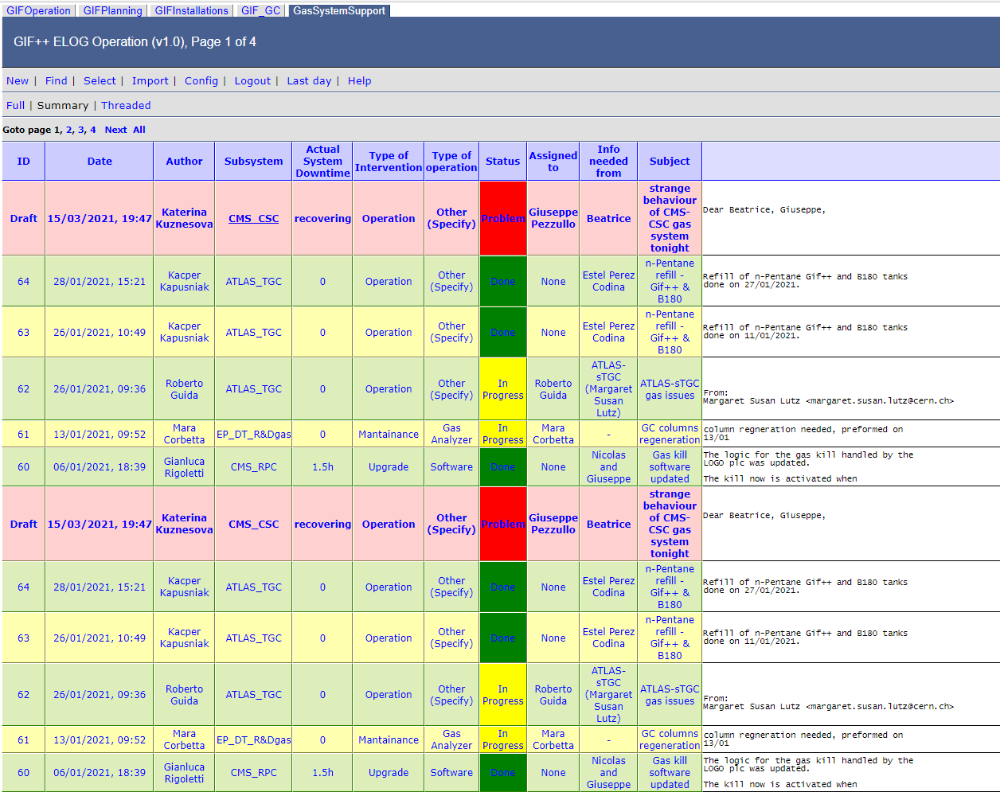 GIFOperation GIFPlanning GIFInstallations GIF_GC GasSystemSupport
GIF++ ELOG Operation (v1.0), Page 1 of 4
New | Find | Select | Import | Config | Logout | Last day | Help
Full | Summary | Threaded
Goto page 1, 2, 3, 4 Next All
ID Date Author Subsystem Actual System Downtime Type of Intervention Type of operation Status Assigned to Info needed from Subject
Draft 15/03/2021, 19:47 Katerina Kuznesova CMS_CSC recovering Operation Other (Specify) Problem Giuseppe Pezzullo Beatrice strange behaviour of CMS-CSC gas system tonight Dear Beatrice, Giuseppe,
64 28/01/2021, 15:21 Kacper Kapusniak ATLAS_TGC 0 Operation Other (Specify) Done None Estel Perez Codina n-Pentane refill - Gif++ & B180 Refill of n-Pentane Gif++ and B180 tanks done on 27/01/2021.
63 26/01/2021, 10:49 Kacper Kapusniak ATLAS_TGC 0 Operation Other (Specify) Done None Estel Perez Codina n-Pentane refill - Gif++ & B180 Refill of n-Pentane Gif++ and B180 tanks done on 11/01/2021.
62 26/01/2021, 09:36 Roberto Guida ATLAS_TGC 0 Operation Other (Specify) In Progress Roberto Guida ATLAS-sTGC (Margaret Susan Lutz) ATLAS-sTGC gas issues From: Margaret Susan Lutz <margaret.susan.lutz@cern.ch>
61 13/01/2021, 09:52 Mara Corbetta EP_DT_R&Dgas 0 Mantainance Gas Analyzer In Progress Mara Corbetta - GC columns regeneration column regneration needed, preformed on 13/01
60 06/01/2021, 18:39 Gianluca Rigoletti CMS_RPC 1.5h Upgrade Software Done None Nicolas and Giuseppe Gas kill software updated The logic for the gas kill handled by the LOGO plc was updated. The kill now is activated when
Draft 15/03/2021, 19:47 Katerina Kuznesova CMS_CSC recovering Operation Other (Specify) Problem Giuseppe Pezzullo Beatrice strange behaviour of CMS-CSC gas system tonight Dear Beatrice, Giuseppe,
64 28/01/2021, 15:21 Kacper Kapusniak ATLAS_TGC 0 Operation Other (Specify) Done None Estel Perez Codina n-Pentane refill - Gif++ & B180 Refill of n-Pentane Gif++ and B180 tanks done on 27/01/2021.
63 26/01/2021, 10:49 Kacper Kapusniak ATLAS_TGC 0 Operation Other (Specify) Done None Estel Perez Codina n-Pentane refill - Gif++ & B180 Refill of n-Pentane Gif++ and B180 tanks done on 11/01/2021.
62 26/01/2021, 09:36 Roberto Guida ATLAS_TGC 0 Operation Other (Specify) In Progress Roberto Guida ATLAS-sTGC (Margaret Susan Lutz) ATLAS-sTGC gas issues From: Margaret Susan Lutz <margaret.susan.lutz@cern.ch>
61 13/01/2021, 09:52 Mara Corbetta EP_DT_R&Dgas 0 Mantainance Gas Analyzer In Progress Mara Corbetta - GC columns regeneration column regneration needed, preformed on 13/01
60 06/01/2021, 18:39 Gianluca Rigoletti CMS_RPC 1.5h Upgrade Software Done None Nicolas and Giuseppe Gas kill software updated The logic for the gas kill handled by the LOGO plc was updated. The kill now is activated when